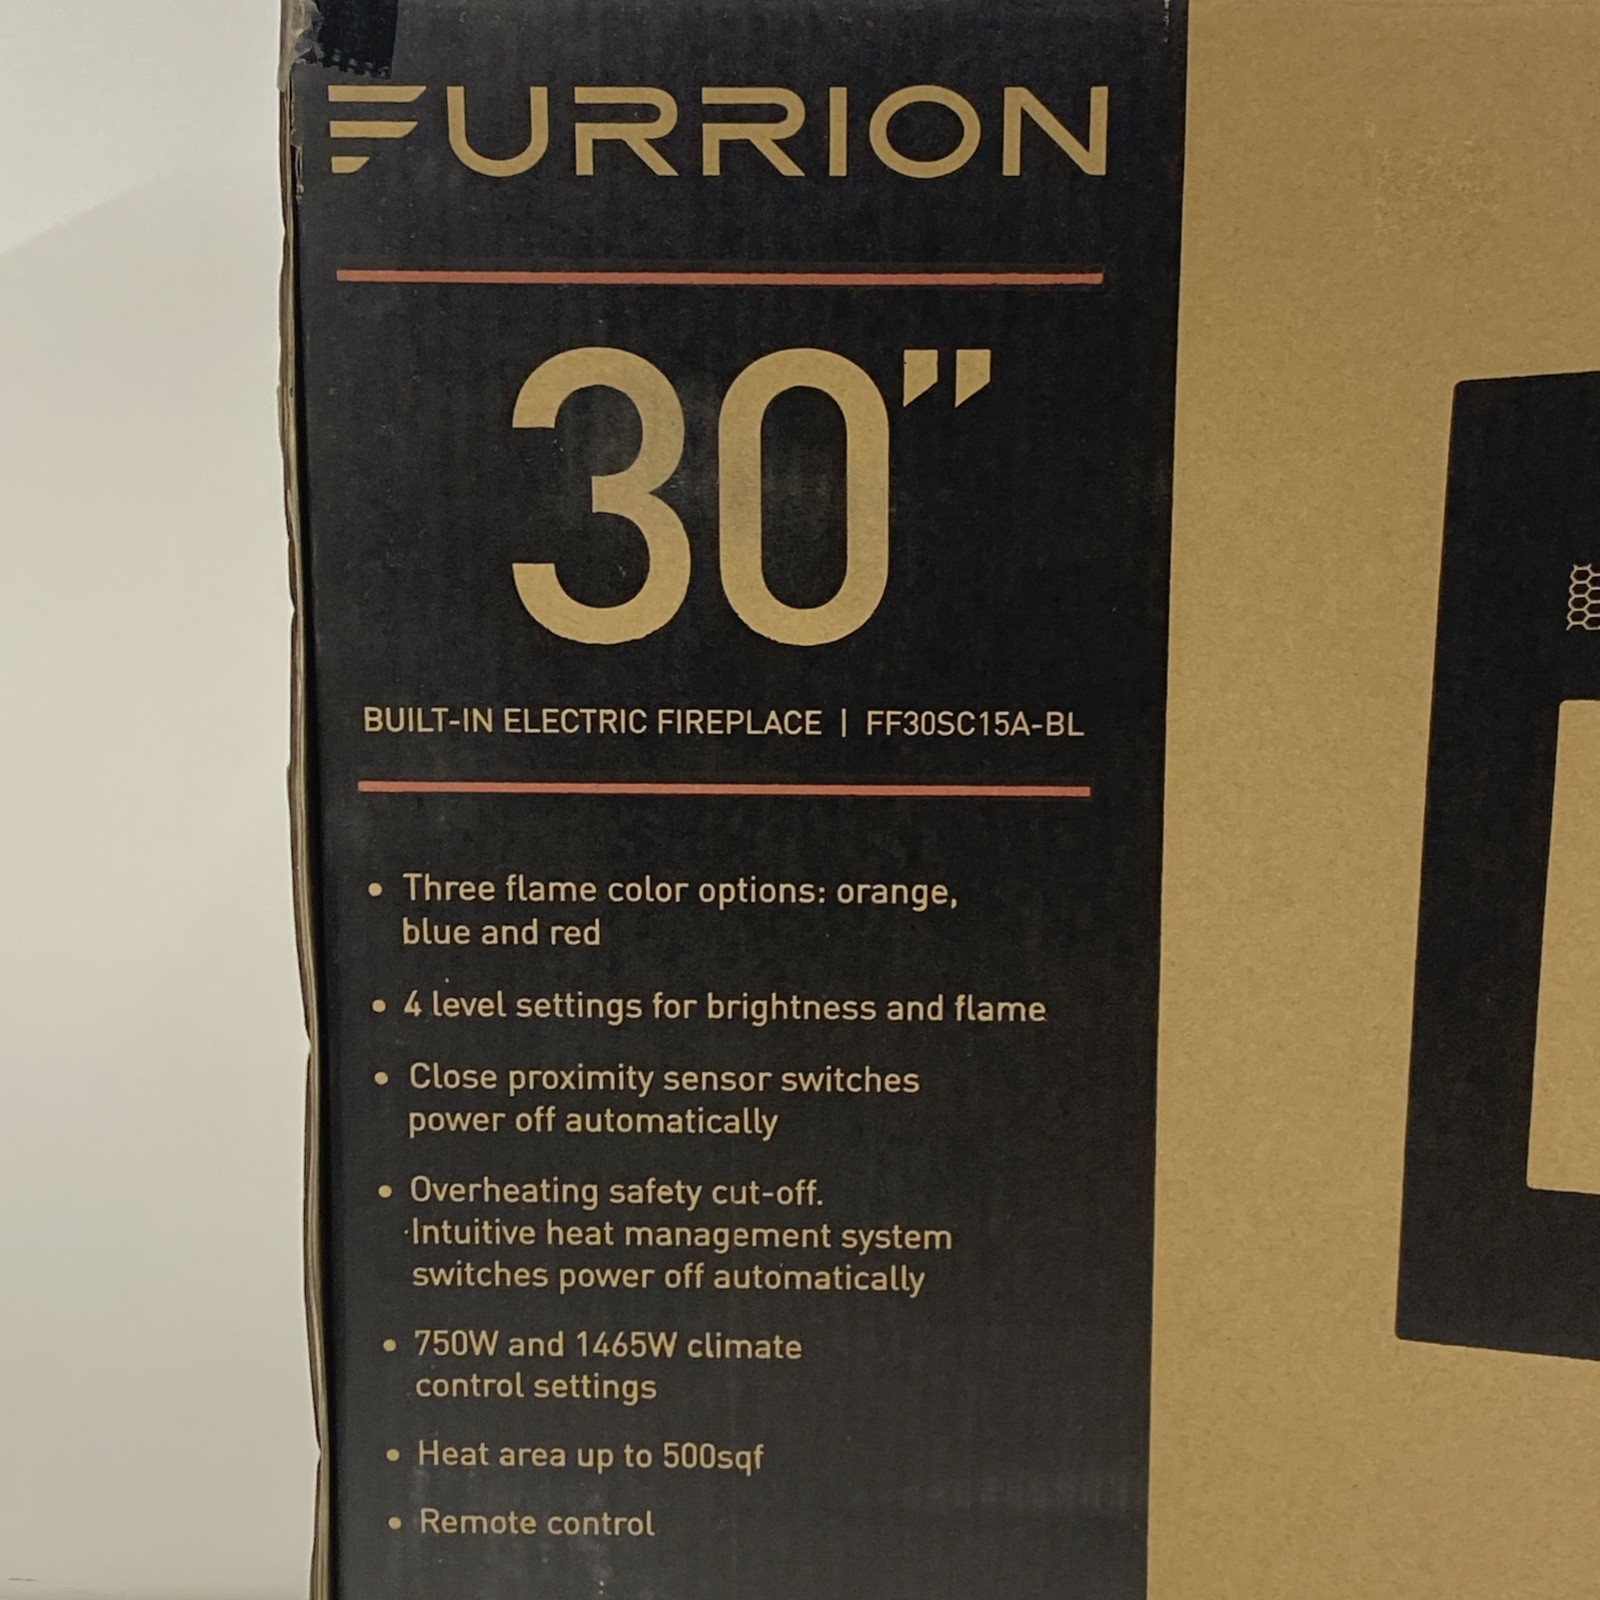 FURRION
30”
BUILT-IN ELECTRIC FIREPLACE | FF30SC15A-BL
• Three flame color options: orange,
blue and red
• 4 level settings for brightness and flame
• Close proximity sensor switches
power off automatically
• Overheating safety cut-off.
Intuitive heat management system
switches power off automatically
• 750W and 1465W climate
control settings
• Heat area up to 500sqf
• Remote control